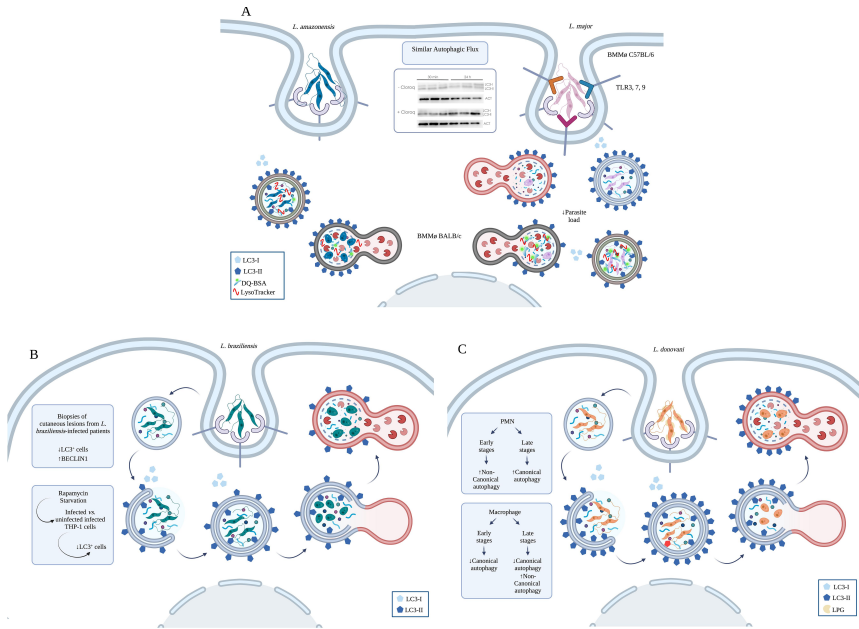 A
L. amazonensis
L. major
Similar Autophagic Flux
BMMø C57BL/6
TLR3, 7, 9
↓Parasite
load
BMMø BALB/c
LC3-I
LC3-II
DQ-BSA
LysoTracker
B
L. braziliensis
Biopsies of
cutaneous lesions from L.
braziliensis-infected patients
↓LC3⁺ cells
↑BECLIN1
Rapamycin
Starvation
Infected vs.
uninfected infected
THP-1 cells
↓LC3⁺ cells
LC3-I
LC3-II
C
L. donovani
PMN
Early
stages
Late
stages
↑Non-
Canonical
autophagy
↑Canonical
autophagy
Macrophage
Early
stages
Late
stages
↓Canonical
autophagy
↓Canonical
autophagy
↑Non-
Canonical
autophagy
LC3-I
LC3-II
LPG